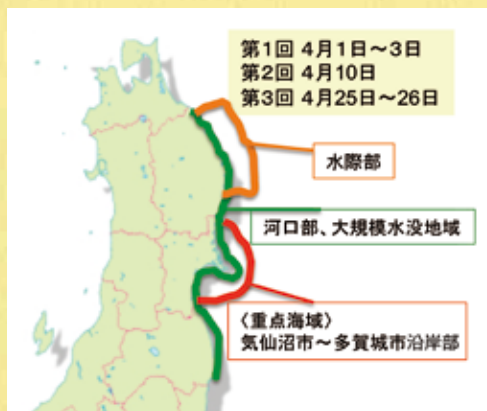 第1回 4月1日〜3日
第2回 4月10日
第3回 4月25日〜26日
水際部
河口部、大規模水没地域
〈重点海域〉
気仙沼市〜多賀城市沿岸部